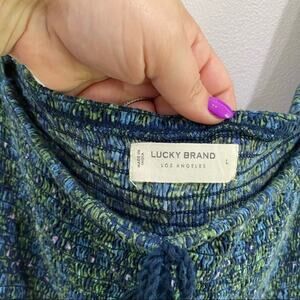 MADE IN
INDIA
LUCKY BRAND
LOS ANGELES
L